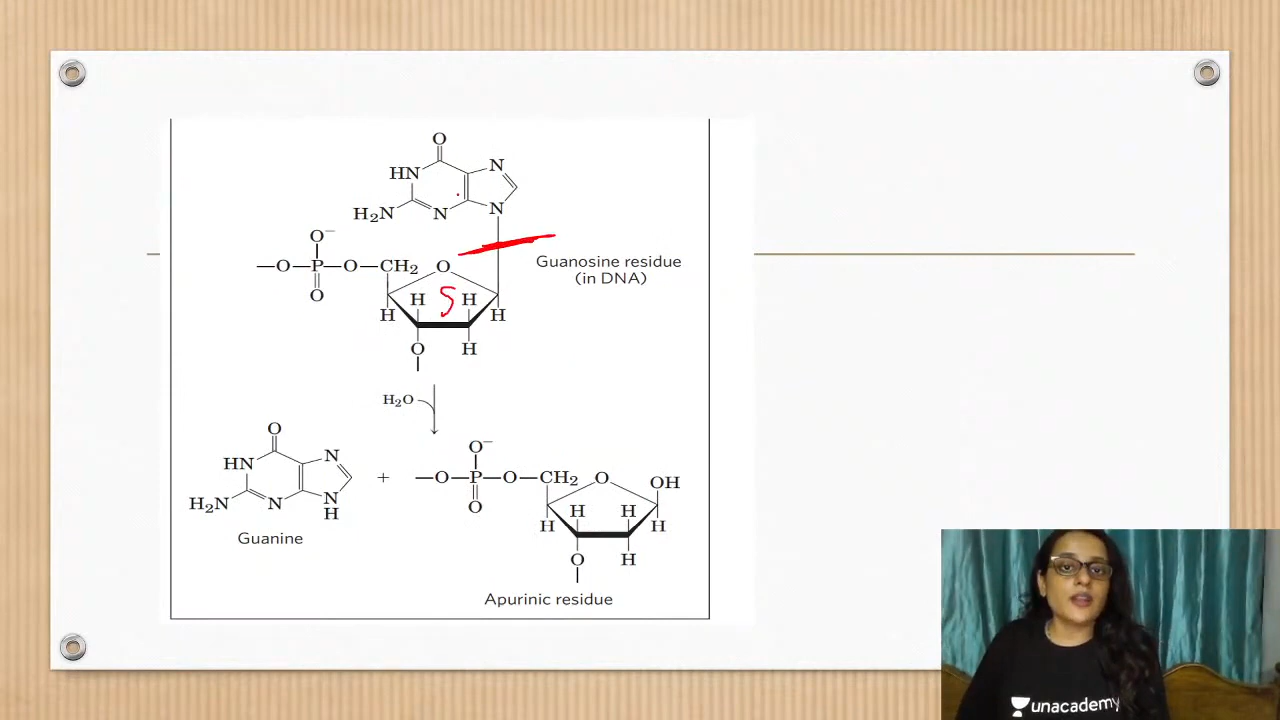 O
HN
N
H₂N
N
N
O⁻
—O—P—O—CH₂
O
O
Guanosine residue
(in DNA)
H
H
S
H
H
O
H
H₂O
O
HN
N
H₂N
N
N
H
Guanine
+
O⁻
—O—P—O—CH₂
O
O
OH
H
H
H
H
O
H
Apurinic residue
unacademy